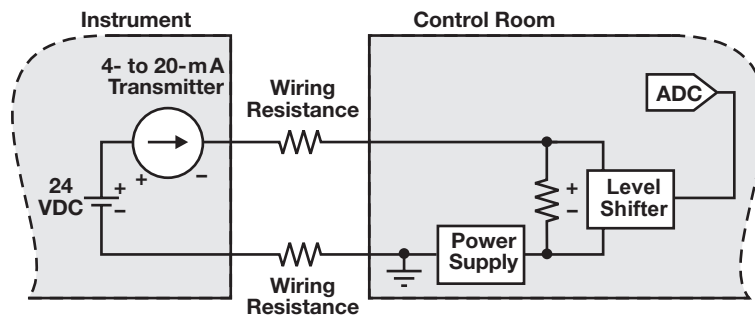 Instrument
Control Room
4- to 20-mA
Transmitter
Wiring
Resistance
ADC
+
−
24
VDC
+
−
+
−
Level
Shifter
Power
Supply
Wiring
Resistance